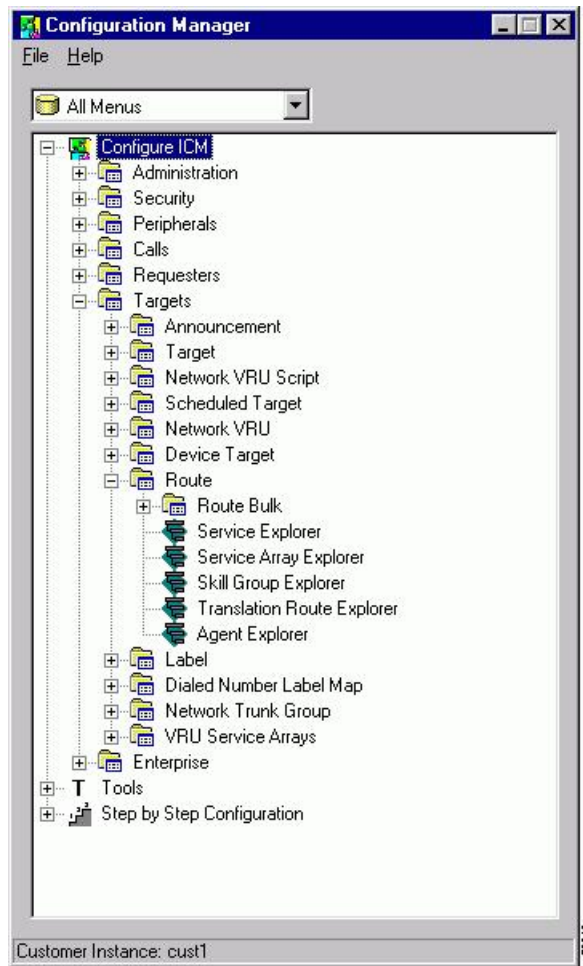 Configuration Manager
File Help
All Menus
Configure ICM
Administration
Security
Peripherals
Calls
Requesters
Targets
Announcement
Target
Network VRU Script
Scheduled Target
Network VRU
Device Target
Route
Route Bulk
Service Explorer
Service Array Explorer
Skill Group Explorer
Translation Route Explorer
Agent Explorer
Label
Dialed Number Label Map
Network Trunk Group
VRU Service Arrays
Enterprise
T Tools
Step by Step Configuration
Customer Instance: cust1